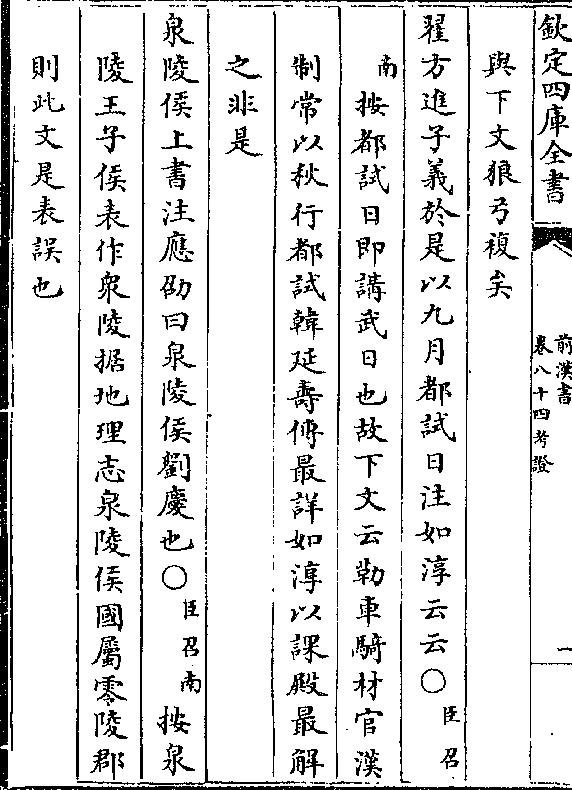 欽定四庫全書
前漢書
卷八十四考證
一
與下文狼弓複矣
翟方進子義於是以九月都試日注如淳云云○臣召
南按都試日即講武日也故下文云勒車騎材官漢
制常以秋行都試韓延壽傳最詳如淳以課殿最解
之非是
泉陵侯上書注應劭曰泉陵侯劉慶也○臣召南按泉
陵王子侯表作衆陵據地理志泉陵侯國屬零陵郡
則此文是表誤也